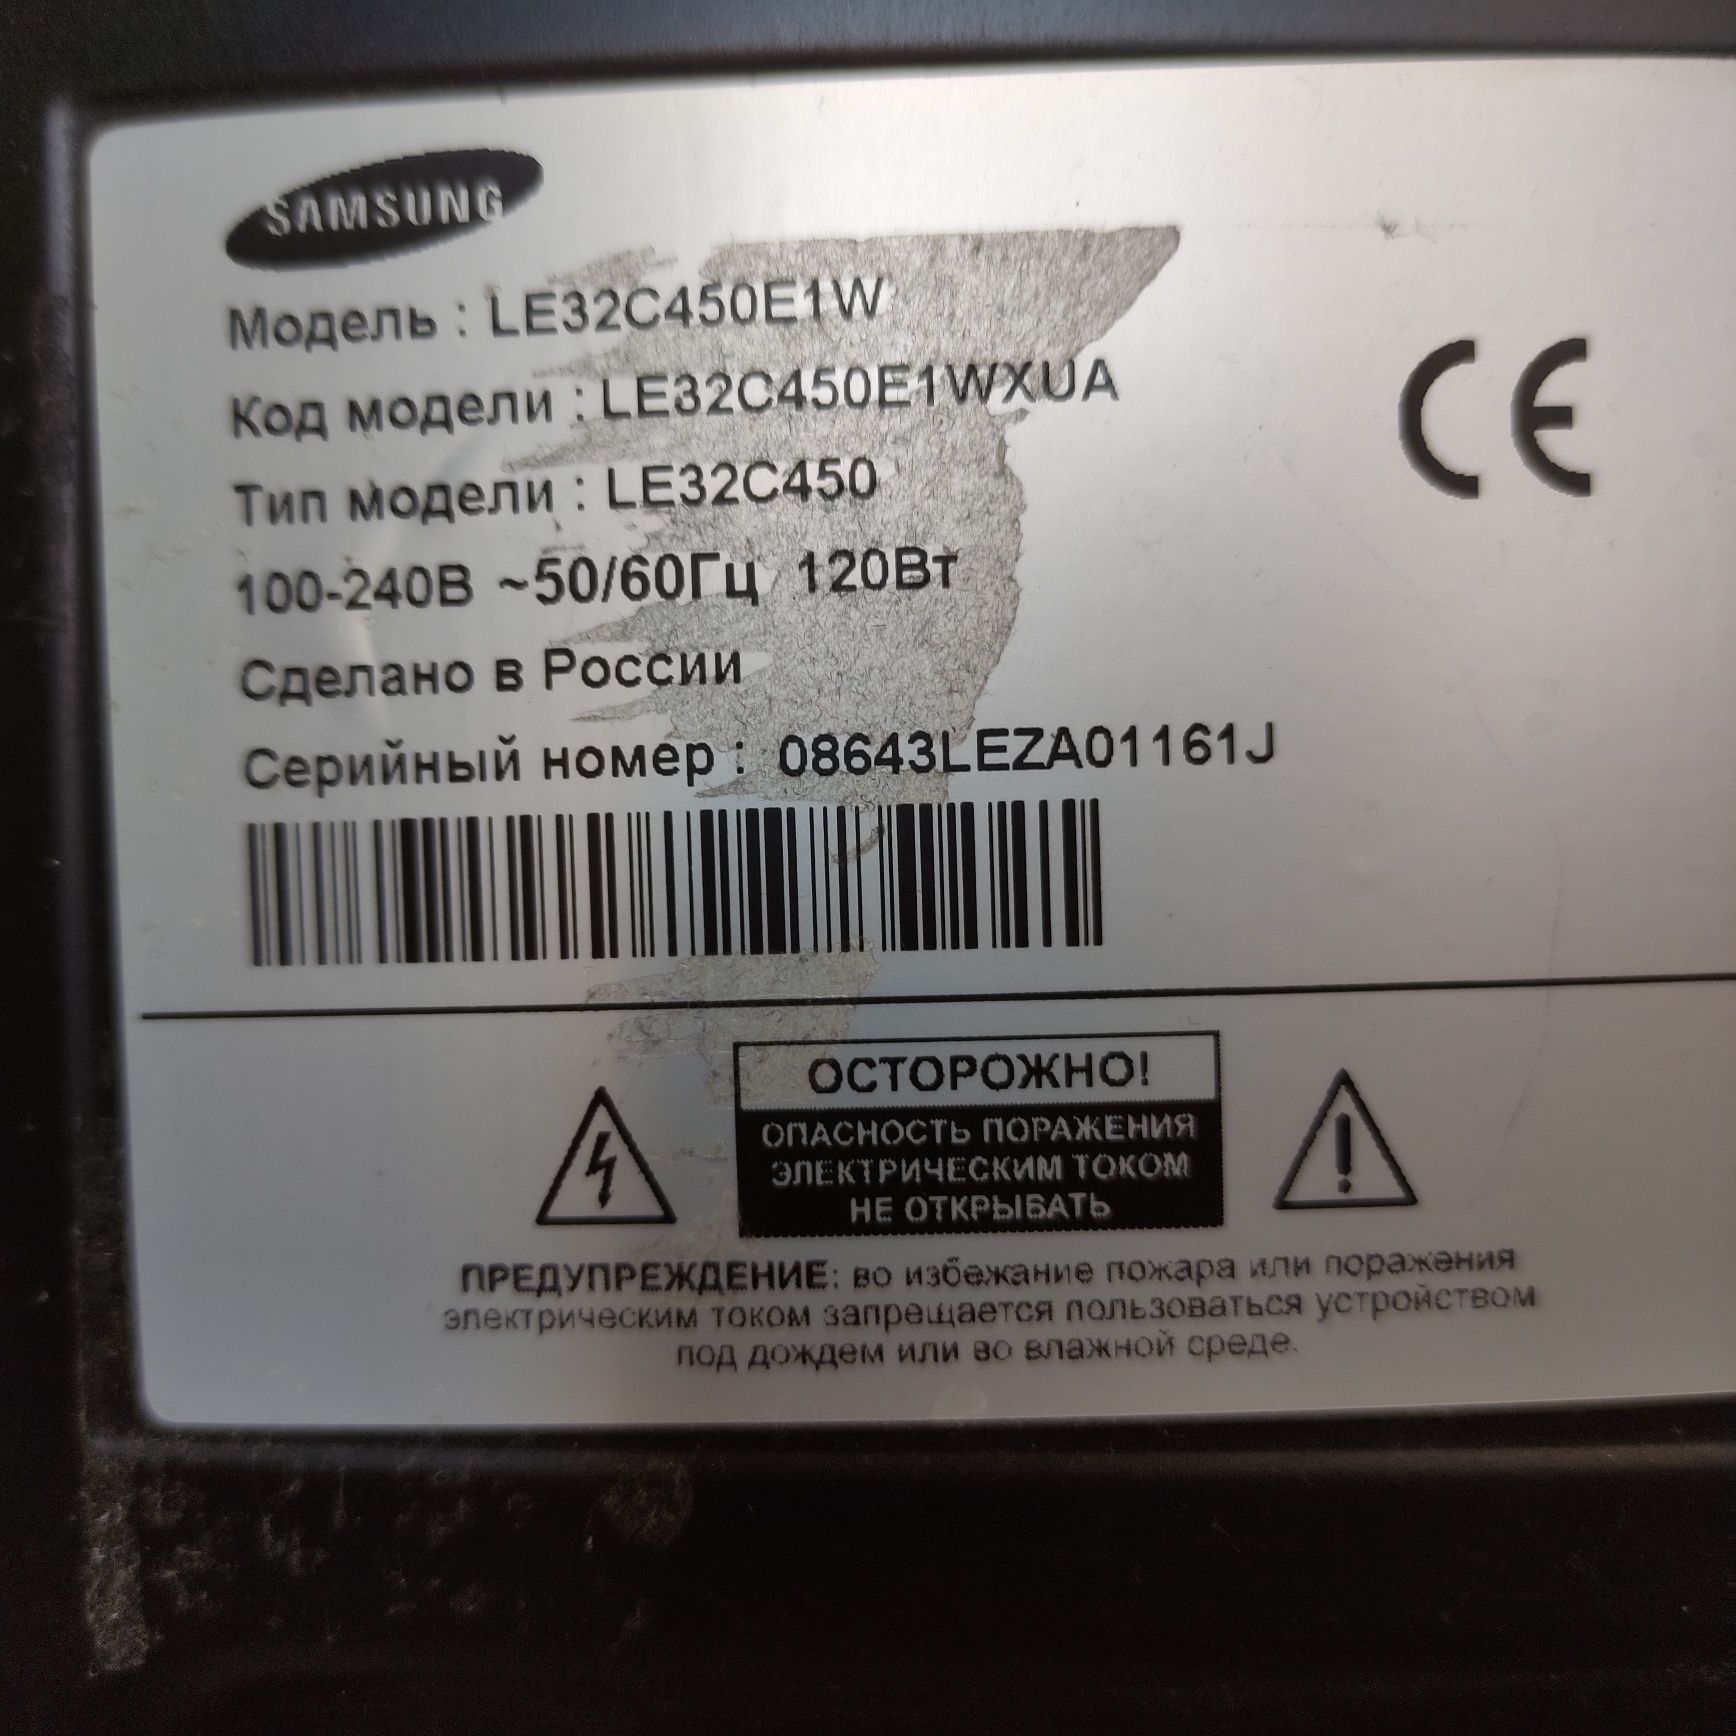 SAMSUNG
Модель : LE32C450E1W
Код модели : LE32C450E1WXUA
Тип модели : LE32C450
100-240В ~50/60Гц 120Вт
Сделано в России
Серийный номер : 08643LEZA01161J
CE
ОСТОРОЖНО!
ОПАСНОСТЬ ПОРАЖЕНИЯ
ЭЛЕКТРИЧЕСКИМ ТОКОМ
НЕ ОТКРЫВАТЬ
ПРЕДУПРЕЖДЕНИЕ: во избежание пожара или поражения
электрическим током запрещается пользоваться устройством
под дождем или во влажной среде.